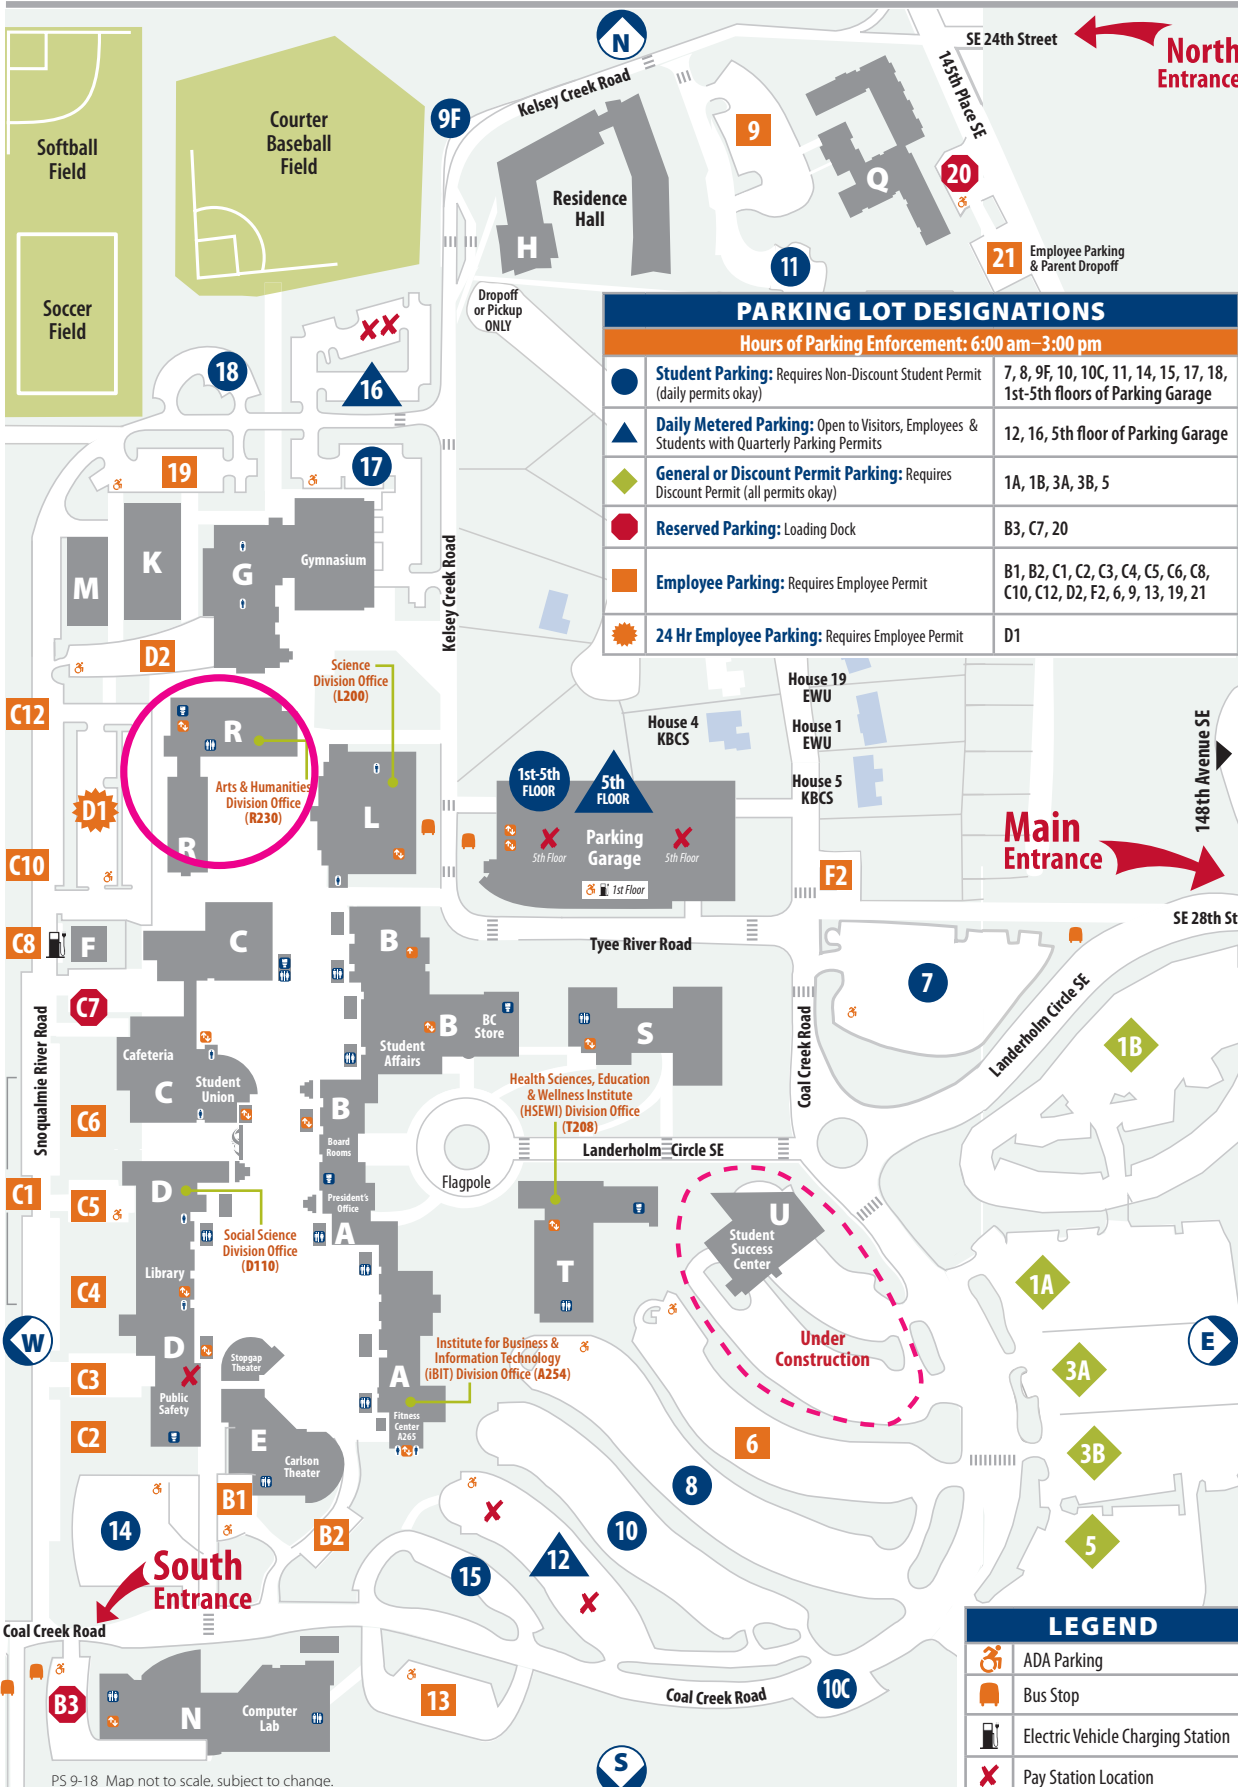 N
SE 24th Street
North
Entrance
145th Place SE
Kelsey Creek Road
9F
9
Softball
Field
Courter
Baseball
Field
Residence
Hall
H
Q
20
11
21
Employee Parking
& Parent Dropoff
Soccer
Field
Dropoff
or Pickup
ONLY
18
16
PARKING LOT DESIGNATIONS
Hours of Parking Enforcement: 6:00 am–3:00 pm
Student Parking: Requires Non-Discount Student Permit
(daily permits okay)
7, 8, 9F, 10, 10C, 11, 14, 15, 17, 18,
1st-5th floors of Parking Garage
Daily Metered Parking: Open to Visitors, Employees &
Students with Quarterly Parking Permits
12, 16, 5th floor of Parking Garage
General or Discount Permit Parking: Requires
Discount Permit (all permits okay)
1A, 1B, 3A, 3B, 5
Reserved Parking: Loading Dock
B3, C7, 20
Employee Parking: Requires Employee Permit
B1, B2, C1, C2, C3, C4, C5, C6, C8,
C10, C12, D2, F2, 6, 9, 13, 19, 21
24 Hr Employee Parking: Requires Employee Permit
D1
19
17
K
M
G
Gymnasium
Kelsey Creek Road
D2
Science
Division Office
(L200)
C12
R
Arts & Humanities
Division Office
(R230)
D1
R
L
C10
House 19
EWU
House 4
KBCS
House 1
EWU
House 5
KBCS
148th Avenue SE
1st-5th
FLOOR
5th
FLOOR
Parking
Garage
5th Floor
5th Floor
1st Floor
Main
Entrance
F2
SE 28th St
C8
F
C
B
Tyee River Road
7
C7
Snoqualmie River Road
B
BC
Store
Student
Affairs
S
Coal Creek Road
Landerholm Circle SE
1B
Cafeteria
C
Student
Union
C6
B
Board
Rooms
Health Sciences, Education
& Wellness Institute
(HSEWI) Division Office
(T208)
Landerholm Circle SE
Flagpole
C1
C5
D
President's
Office
A
Social Science
Division Office
(D110)
U
Student
Success
Center
Library
C4
T
1A
W
D
Stopgap
Theater
Institute for Business &
Information Technology
(iBIT) Division Office (A254)
Under
Construction
E
C3
A
3A
Public
Safety
Fitness
Center
A265
C2
E
Carlson
Theater
6
3B
B1
8
14
B2
10
12
5
15
South
Entrance
Coal Creek Road
LEGEND
ADA Parking
Bus Stop
Electric Vehicle Charging Station
Pay Station Location
B3
N
Computer
Lab
13
Coal Creek Road
10C
S
PS 9-18 Map not to scale, subject to change.